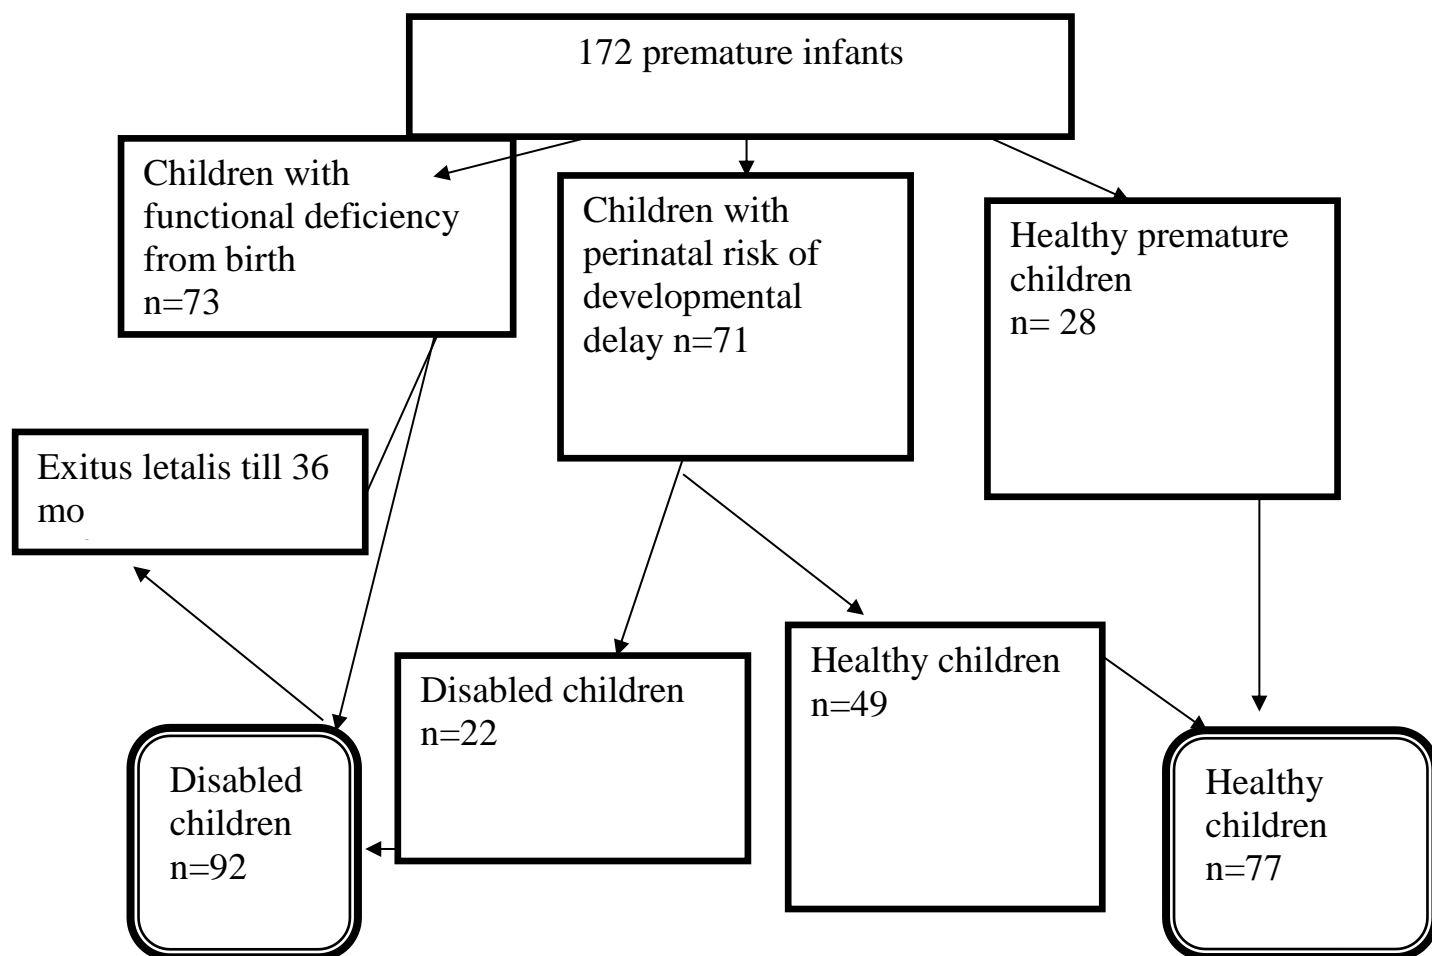 172 premature infants
Children with
functional deficiency
from birth
n=73
Children with
perinatal risk of
developmental
delay n=71
Healthy premature
children
n= 28
Exitus letalis till 36
mo
Disabled children
n=22
Healthy children
n=49
Disabled
children
n=92
Healthy
children
n=77